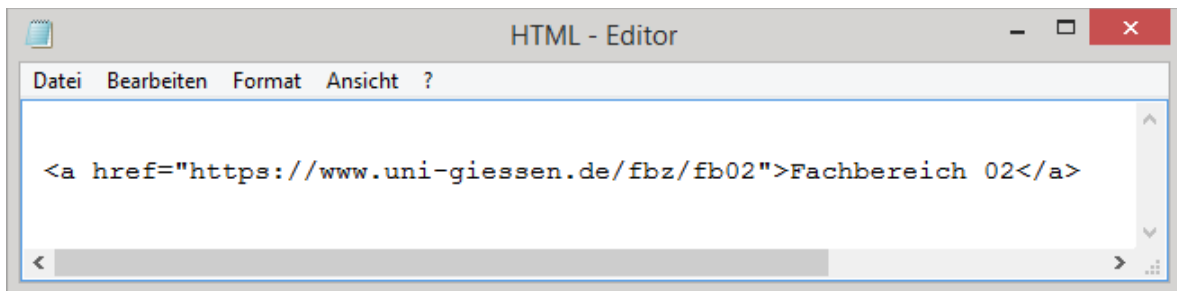 HTML - Editor
Datei Bearbeiten Format Ansicht ?
<a href="https://www.uni-giessen.de/fbz/fb02">Fachbereich 02</a>